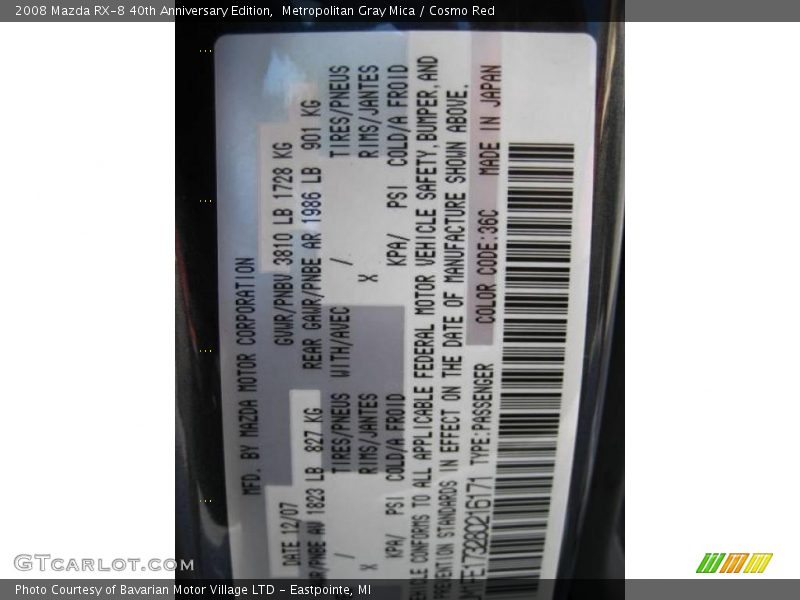 2008 Mazda RX-8 40th Anniversary Edition,  Metropolitan Gray Mica / Cosmo Red
MFD. BY MAZDA MOTOR CORPORATION
DATE 12/07 GVWR/PNBV 3810 LB 1728 KG
/PNBE AV 1823 LB 827 KG REAR GAWR/PNBE AR 1986 LB 901 KG
/ TIRES/PNEUS WITH/AVEC /. TIRES/PNEUS
X RIMS/JANTES X RIMS/JANTES
KPA/ PSI COLD/A FROID KPA/ PSI COLD/A FROID
CONFORMS TO ALL APPLICABLE FEDERAL MOTOR VEHICLE SAFETY, BUMPER, AND
PREVENTION STANDARDS IN EFFECT ON THE DATE OF MANUFACTURE SHOWN ABOVE.
TYPE:PASSENGER COLOR CODE:36C MADE IN JAPAN
GTCarLot.com
Photo Courtesy of Bavarian Motor Village LTD - Eastpointe, MI